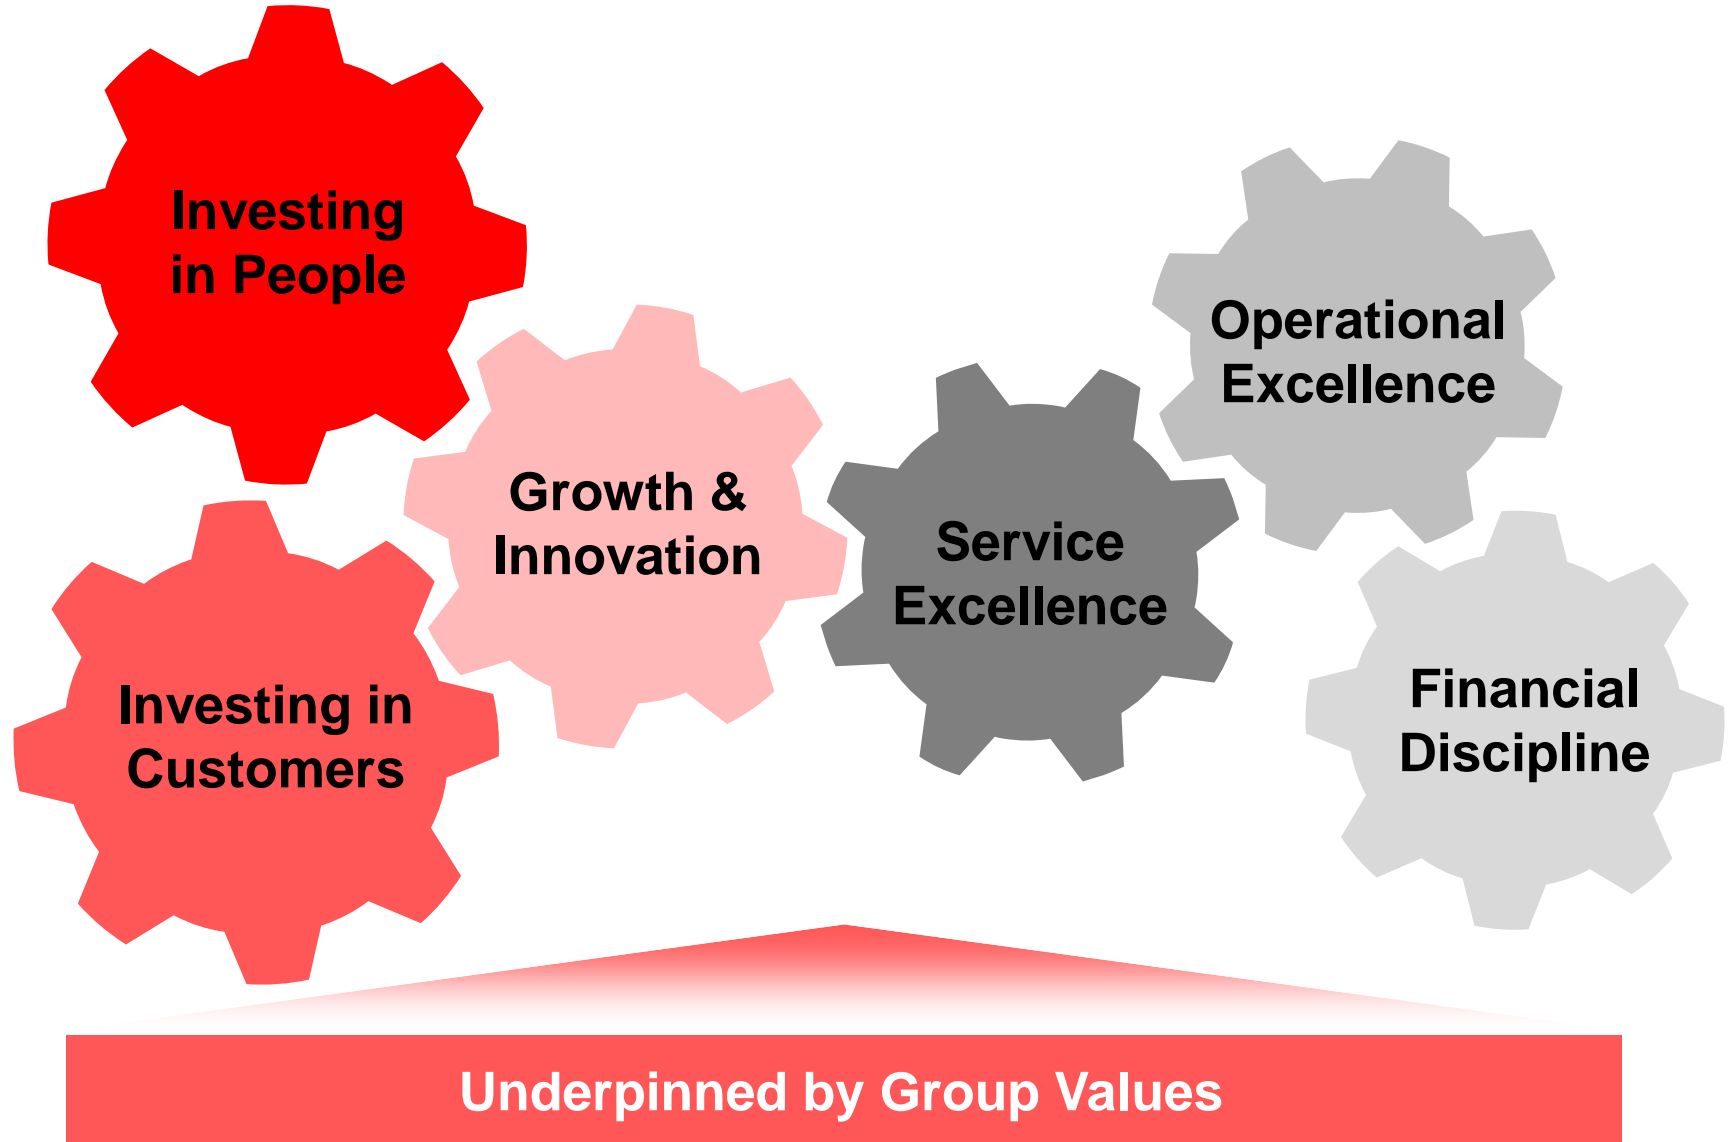 Investing
in People
Investing in
Customers
Growth &
Innovation
Service
Excellence
Operational
Excellence
Financial
Discipline
Underpinned by Group Values